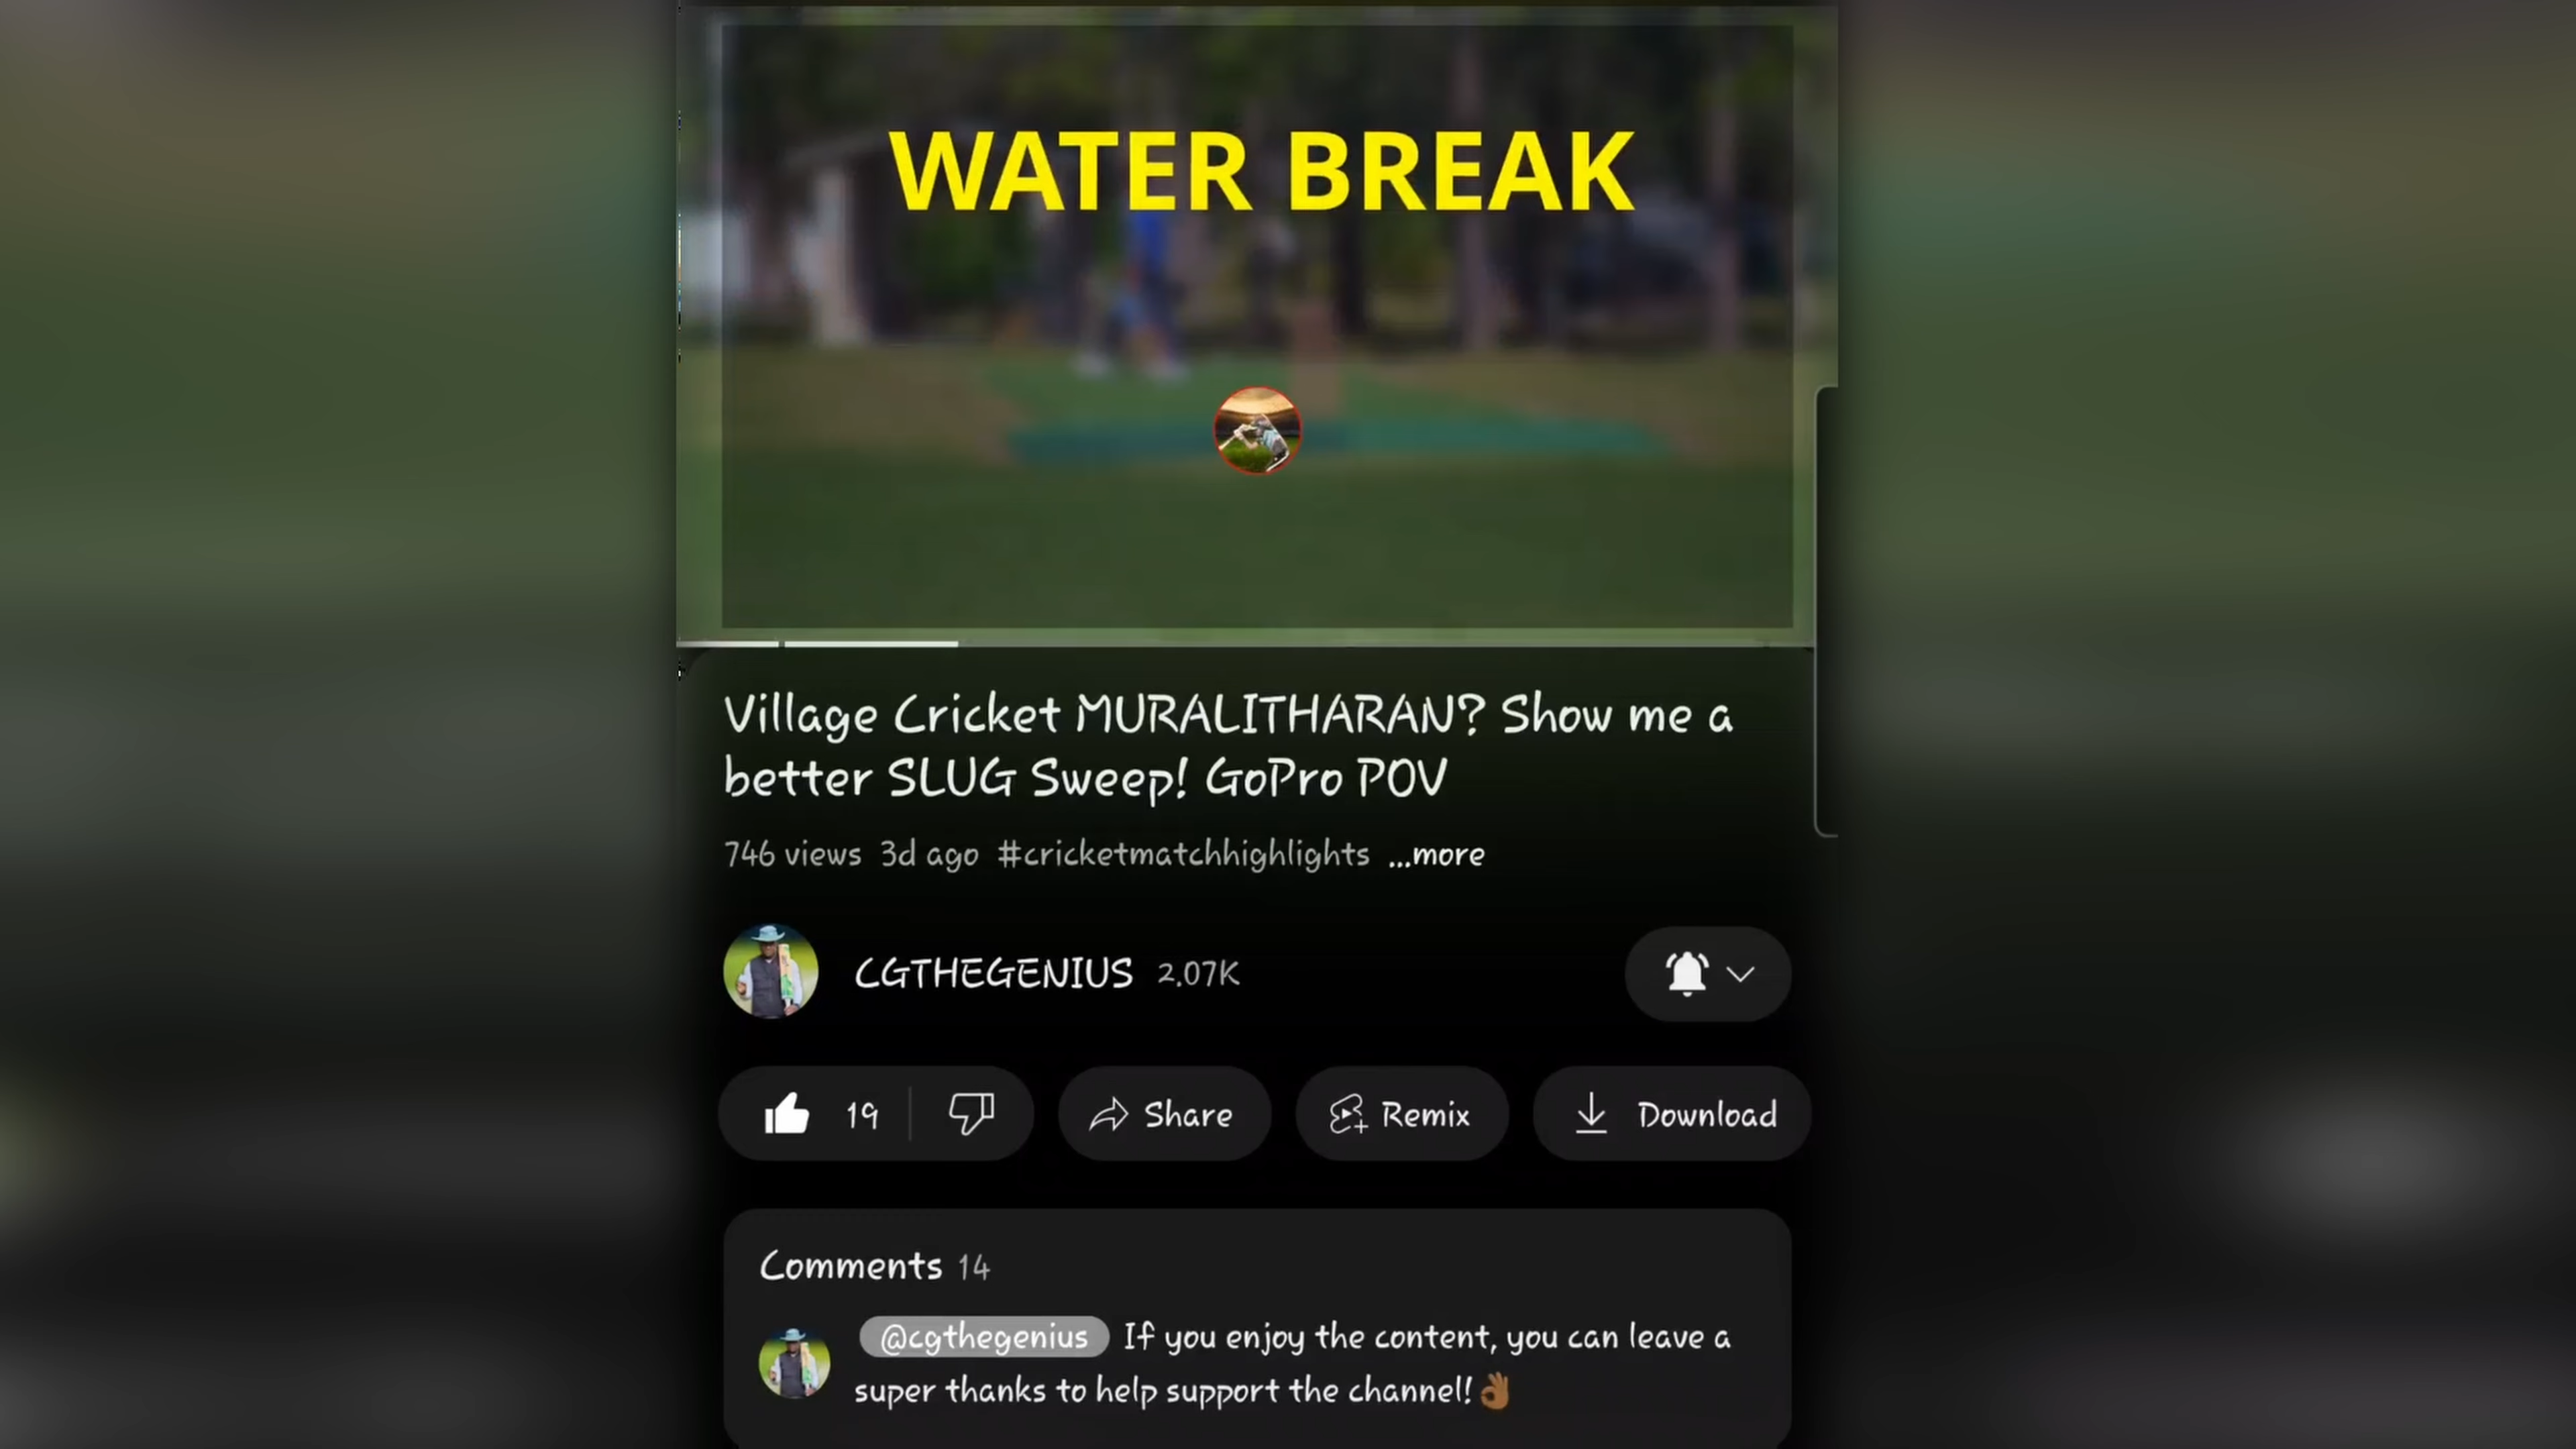 WATER BREAK
Village Cricket MURALITHARAN? Show me a
better SLUG Sweep! GoPro POV
746 views 3d ago #cricketmatchhighlights ...more
CGTHEGENIUS 2.07K
19 Share Remix Download
Comments 14
@cgthegenius If you enjoy the content, you can leave a
super thanks to help support the channel!👌🏾